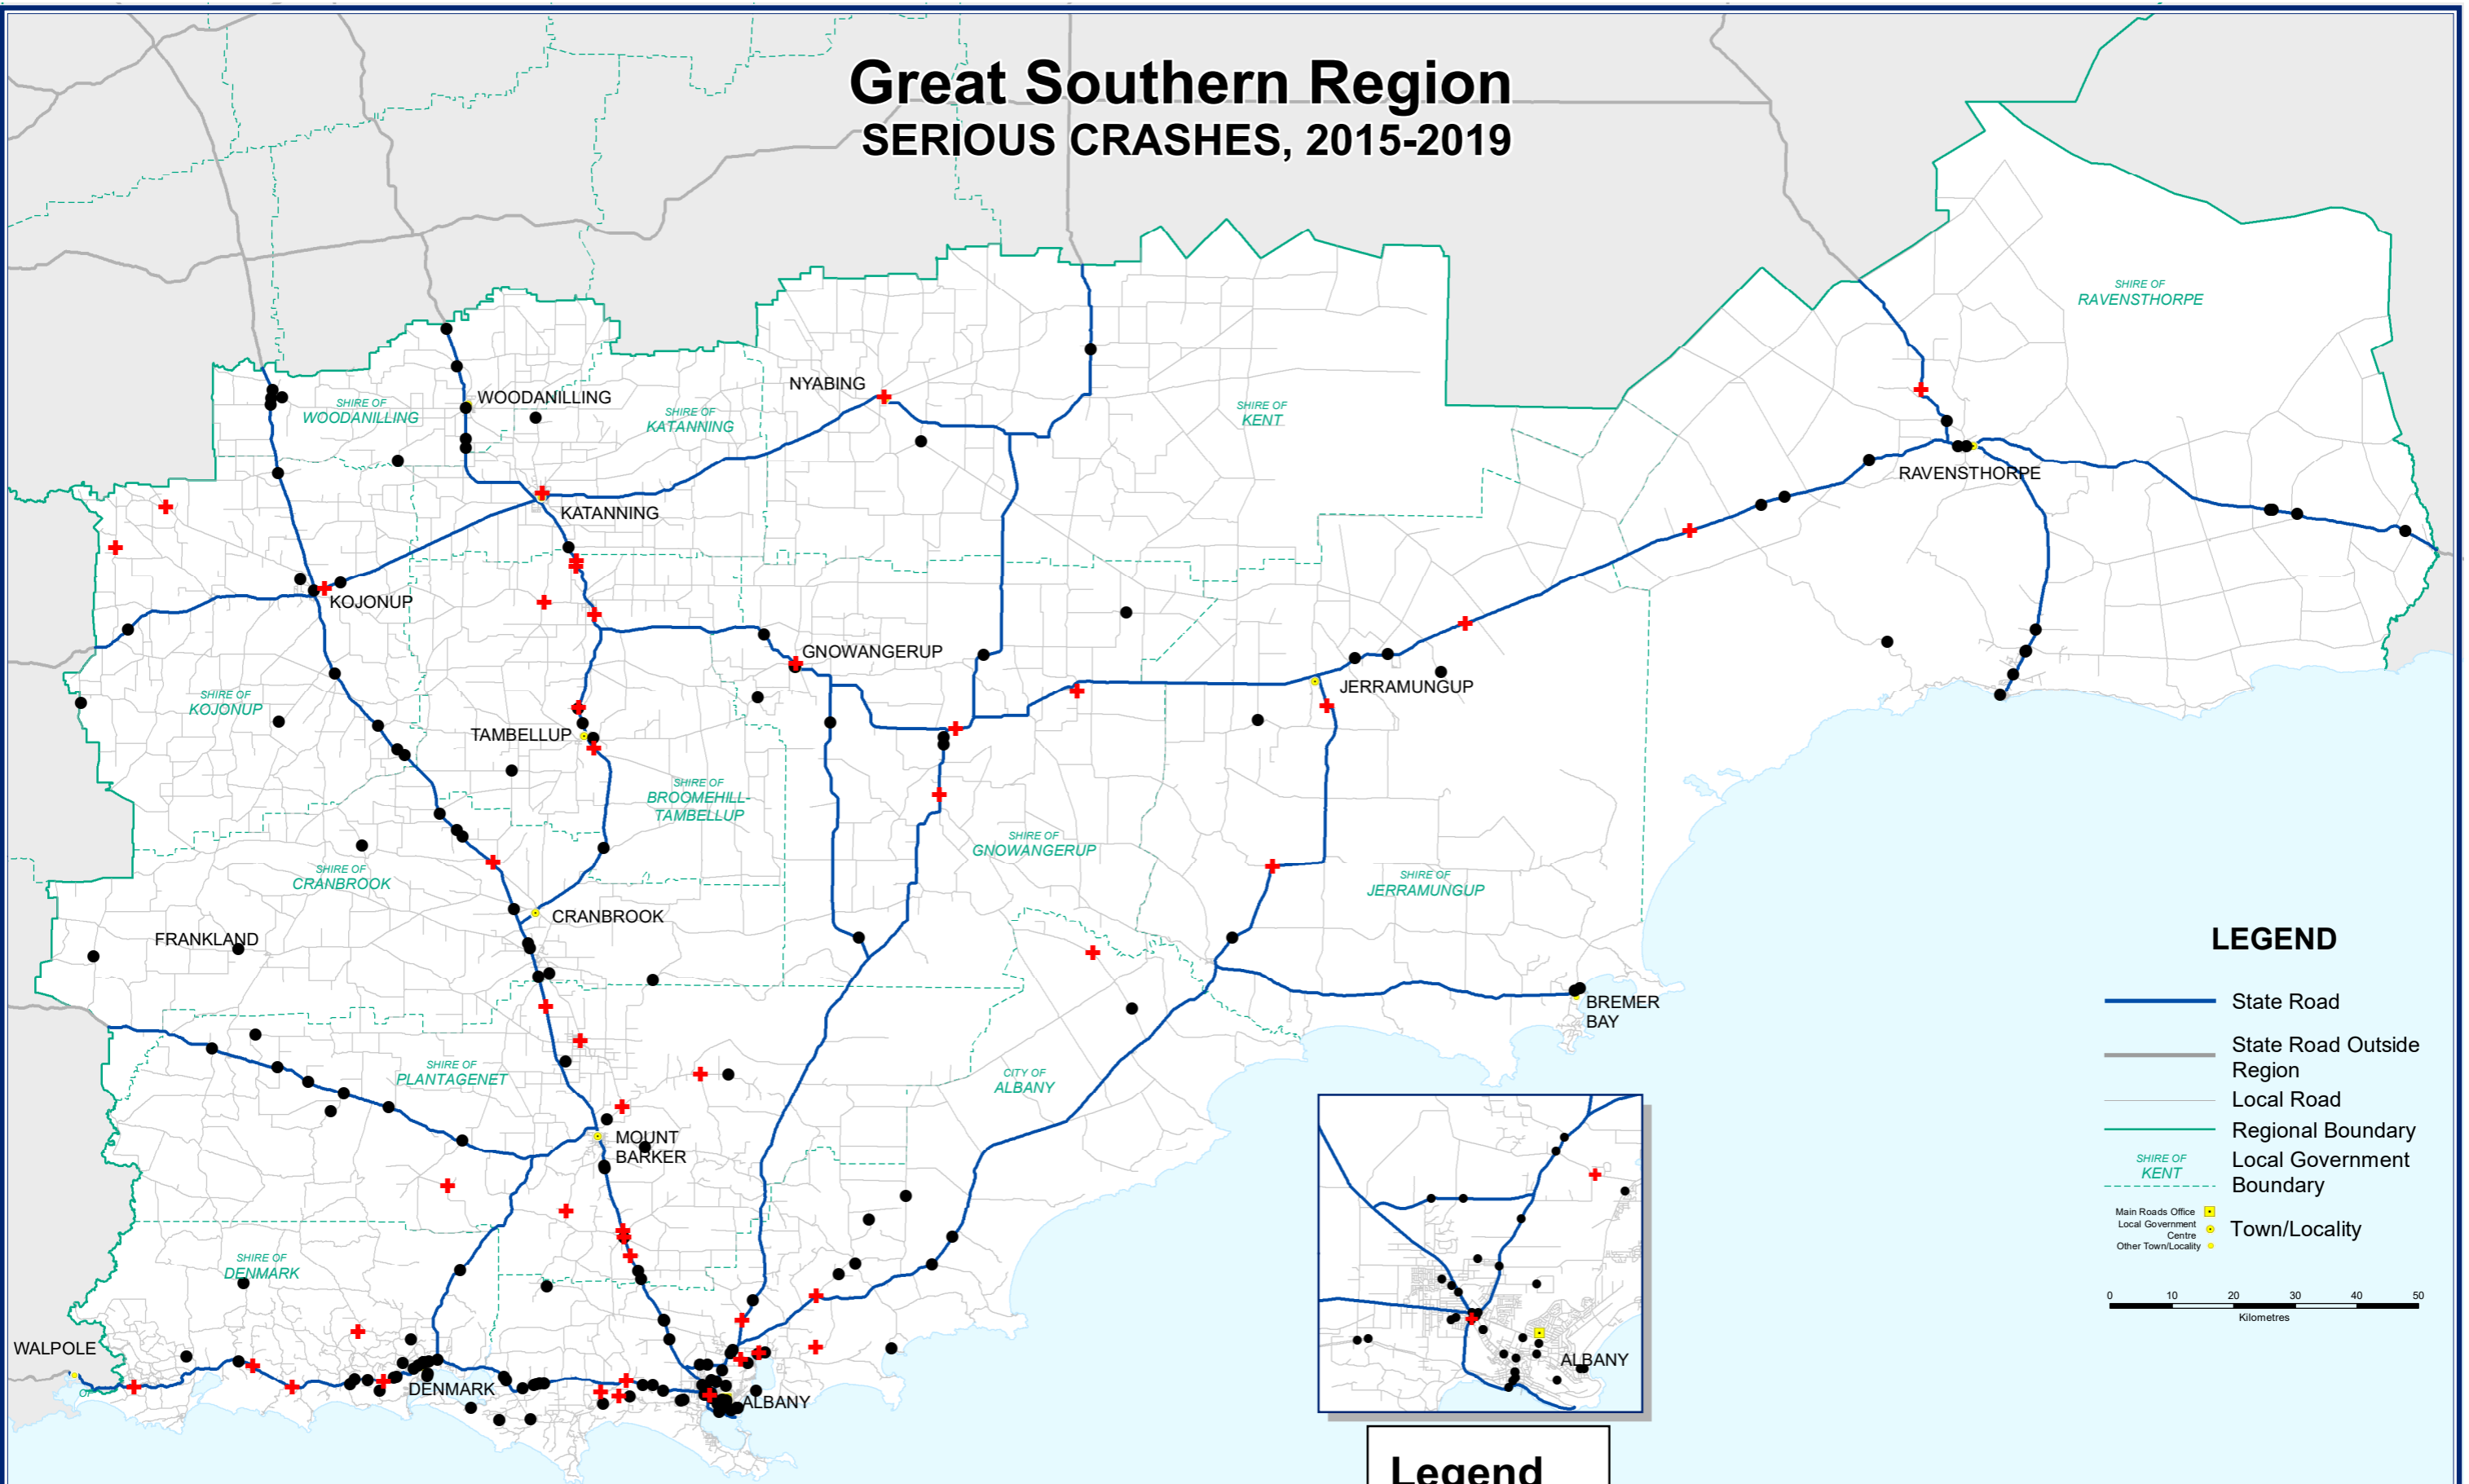 Great Southern Region
SERIOUS CRASHES, 2015-2019
SHIRE OF
RAVENSTHORPE
NYABING
WOODANILLING
SHIRE OF
WOODANILLING
SHIRE OF
KATANNING
SHIRE OF
KENT
RAVENSTHORPE
KATANNING
KOJONUP
GNOWANGERUP
JERRAMUNGUP
SHIRE OF
KOJONUP
TAMBELLUP
SHIRE OF
BROOMEHILL-
TAMBELLUP
SHIRE OF
GNOWANGERUP
SHIRE OF
CRANBROOK
SHIRE OF
JERRAMUNGUP
CRANBROOK
FRANKLAND
BREMER
BAY
SHIRE OF
PLANTAGENET
CITY OF
ALBANY
MOUNT
BARKER
SHIRE OF
DENMARK
WALPOLE
OF
DENMARK
ALBANY
ALBANY
LEGEND
State Road
State Road Outside
Region
Local Road
Regional Boundary
SHIRE OF
KENT
Local Government
Boundary
Main Roads Office
Local Government
Centre
Other Town/Locality
Town/Locality
0 10 20 30 40 50
Kilometres
Legend